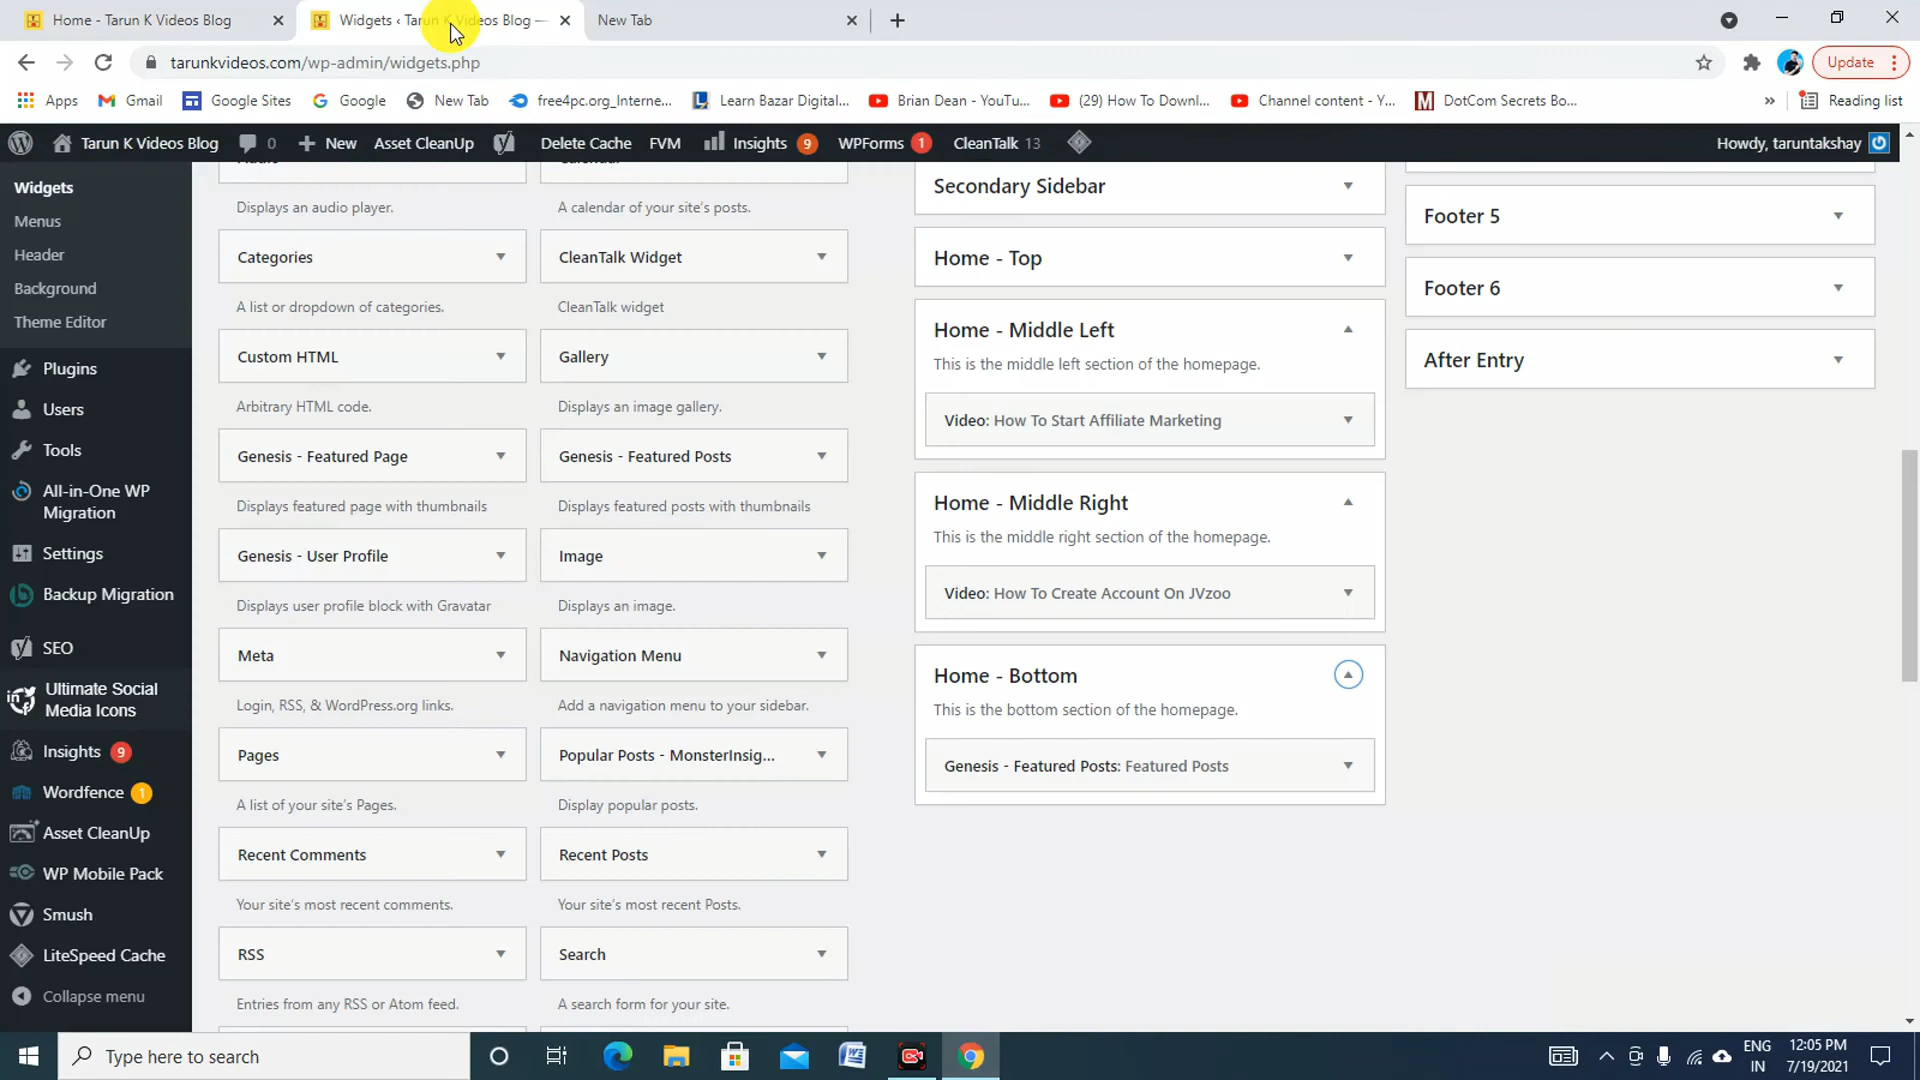 Home - Tarun K Videos Blog
Widgets ‹ Tarun K Videos Blog —
New Tab
tarunkvideos.com/wp-admin/widgets.php
Update
Apps
Gmail
Google Sites
Google
New Tab
free4pc.org_Interne...
Learn Bazar Digital...
Brian Dean - YouTu...
(29) How To Downl...
Channel content - Y...
DotCom Secrets Bo...
»
Reading list
Tarun K Videos Blog
0
New
Asset CleanUp
Delete Cache
FVM
Insights 9
WPForms 1
CleanTalk 13
Howdy, taruntakshay
Widgets
Menus
Header
Background
Theme Editor
Plugins
Users
Tools
All-in-One WP
Migration
Settings
Backup Migration
SEO
Ultimate Social
Media Icons
Insights 9
Wordfence 1
Asset CleanUp
WP Mobile Pack
Smush
LiteSpeed Cache
Collapse menu
Displays an audio player.
A calendar of your site's posts.
Categories
CleanTalk Widget
A list or dropdown of categories.
CleanTalk widget
Custom HTML
Gallery
Arbitrary HTML code.
Displays an image gallery.
Genesis - Featured Page
Genesis - Featured Posts
Displays featured page with thumbnails
Displays featured posts with thumbnails
Genesis - User Profile
Image
Displays user profile block with Gravatar
Displays an image.
Meta
Navigation Menu
Login, RSS, & WordPress.org links.
Add a navigation menu to your sidebar.
Pages
Popular Posts - MonsterInsig...
A list of your site's Pages.
Display popular posts.
Recent Comments
Recent Posts
Your site's most recent comments.
Your site's most recent Posts.
RSS
Search
Entries from any RSS or Atom feed.
A search form for your site.
Secondary Sidebar
Home - Top
Home - Middle Left
This is the middle left section of the homepage.
Video: How To Start Affiliate Marketing
Home - Middle Right
This is the middle right section of the homepage.
Video: How To Create Account On JVzoo
Home - Bottom
This is the bottom section of the homepage.
Genesis - Featured Posts: Featured Posts
Footer 5
Footer 6
After Entry
Type here to search
ENG
IN
12:05 PM
7/19/2021